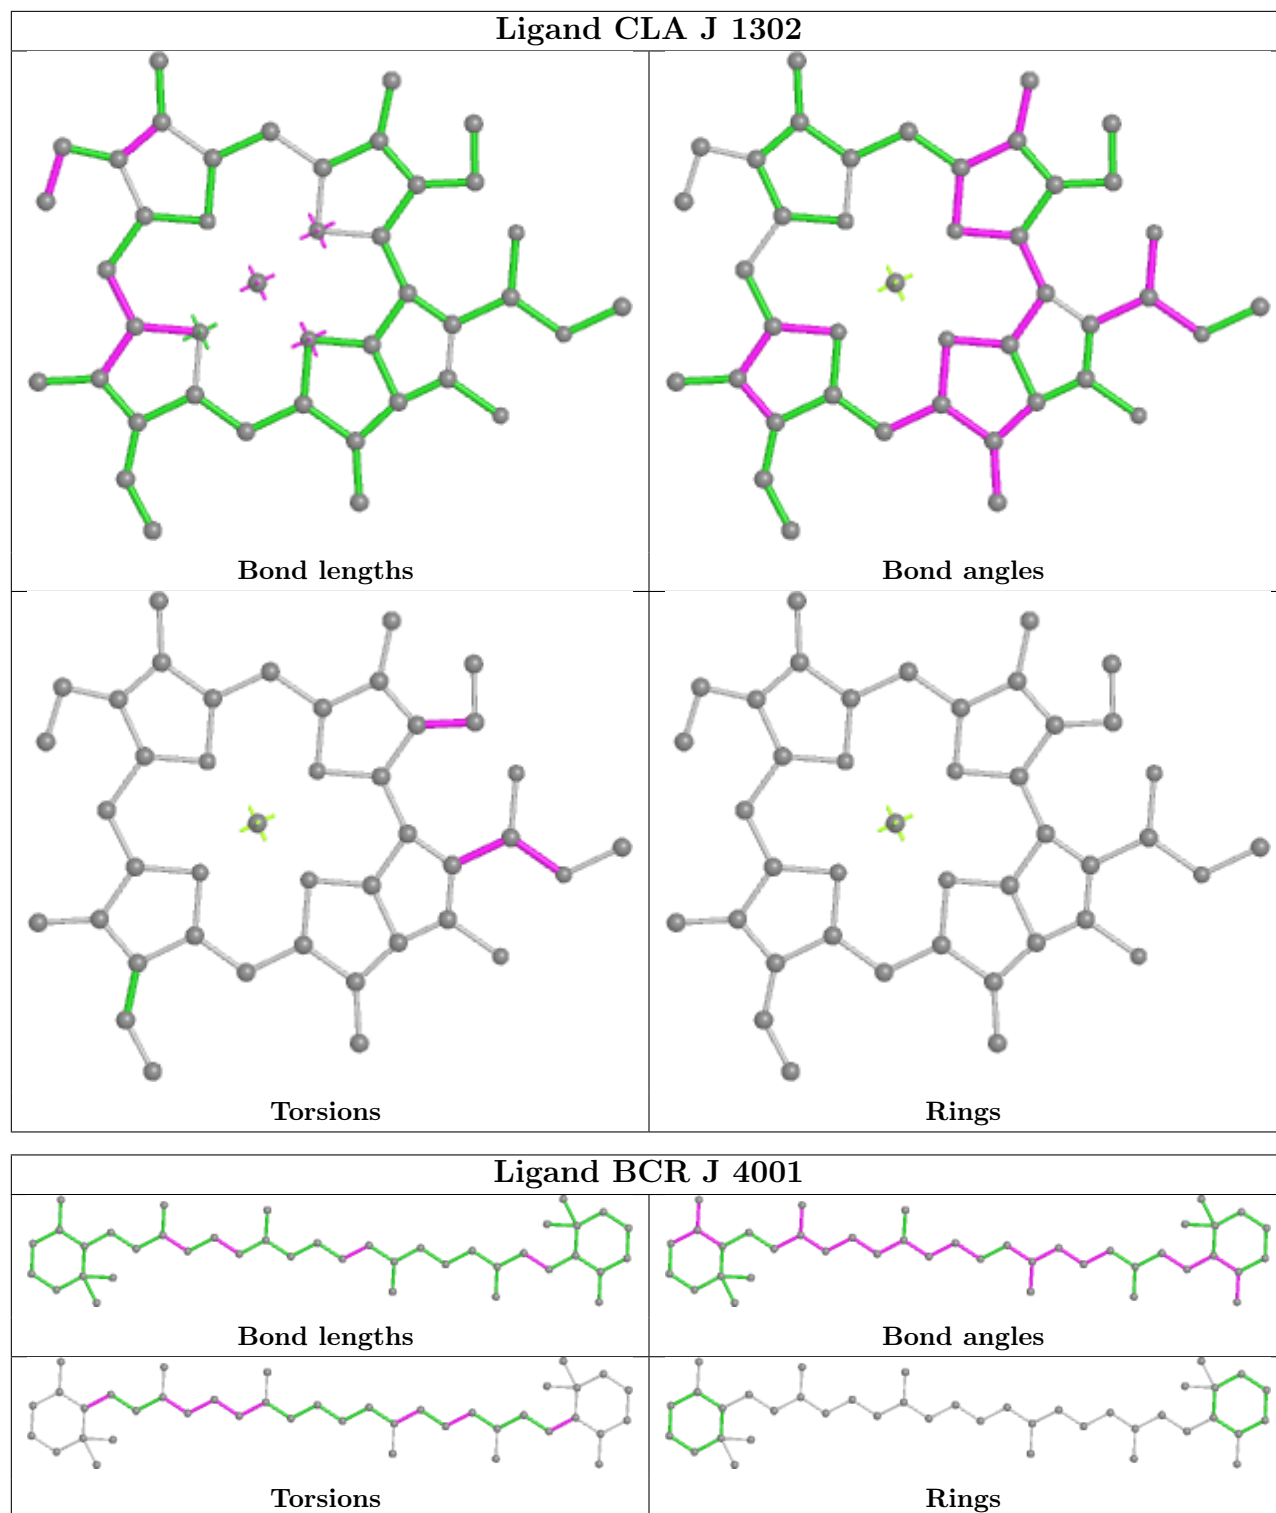 Ligand CLA J 1302
Bond lengths
Bond angles
Torsions
Rings
Ligand BCR J 4001
Bond lengths
Bond angles
Torsions
Rings